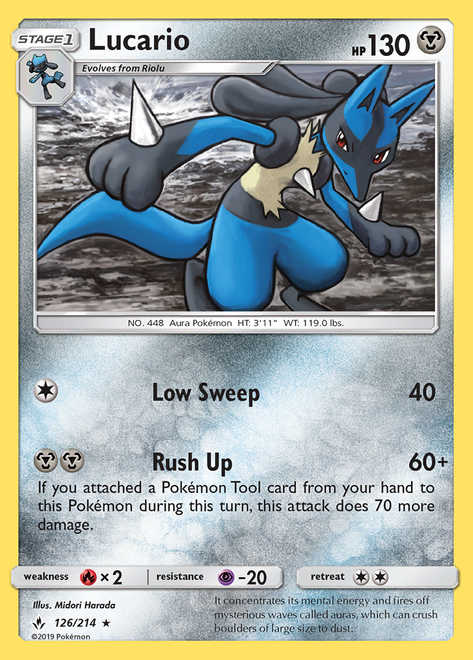 STAGE 1 Lucario HP 130
Evolves from Riolu
NO. 448 Aura Pokémon HT: 3'11" WT: 119.0 lbs.
Low Sweep 40
Rush Up 60+
If you attached a Pokémon Tool card from your hand to
this Pokémon during this turn, this attack does 70 more
damage.
weakness × 2 resistance -20 retreat
Illus. Midori Harada
126/214 ★
©2019 Pokémon
It concentrates its mental energy and fires off
mysterious waves called auras, which can crush
boulders of large size to dust.